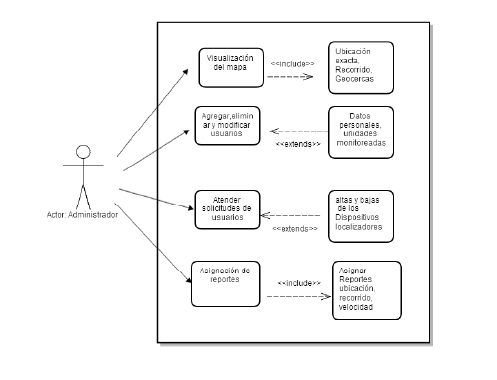 Visualización
del mapa
<<include>>
Ubicación
exacta,
Recorrido,
Geocercas
Agregar,elimin
ar y modificar
usuarios
<<extends>>
Datos
personales,
unidades
monitoreadas
Actor: Administrador
Atender
solicitudes de
usuarios
<<extends>>
altas y bajas
de los
Dispositivos
localizadores
Asignación de
reportes
<<include>>
Asignar
Reportes
ubicación,
recorrido,
velocidad